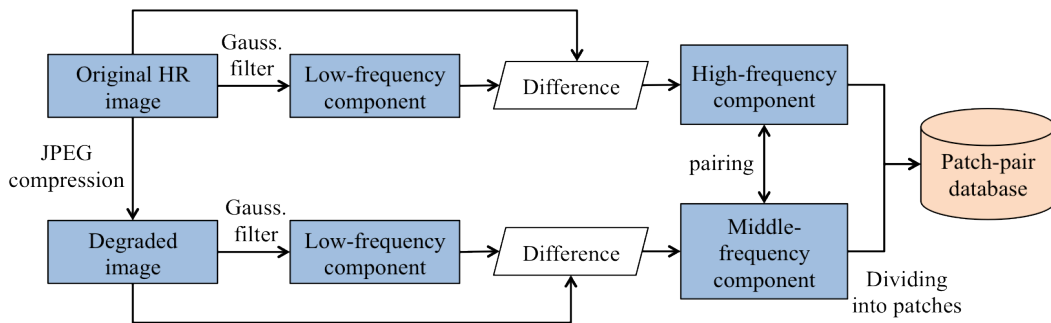 Gauss.
filter
Original HR
image
Low-frequency
component
Difference
High-frequency
component
JPEG
compression
pairing
Patch-pair
database
Gauss.
filter
Degraded
image
Low-frequency
component
Difference
Middle-
frequency
component
Dividing
into patches